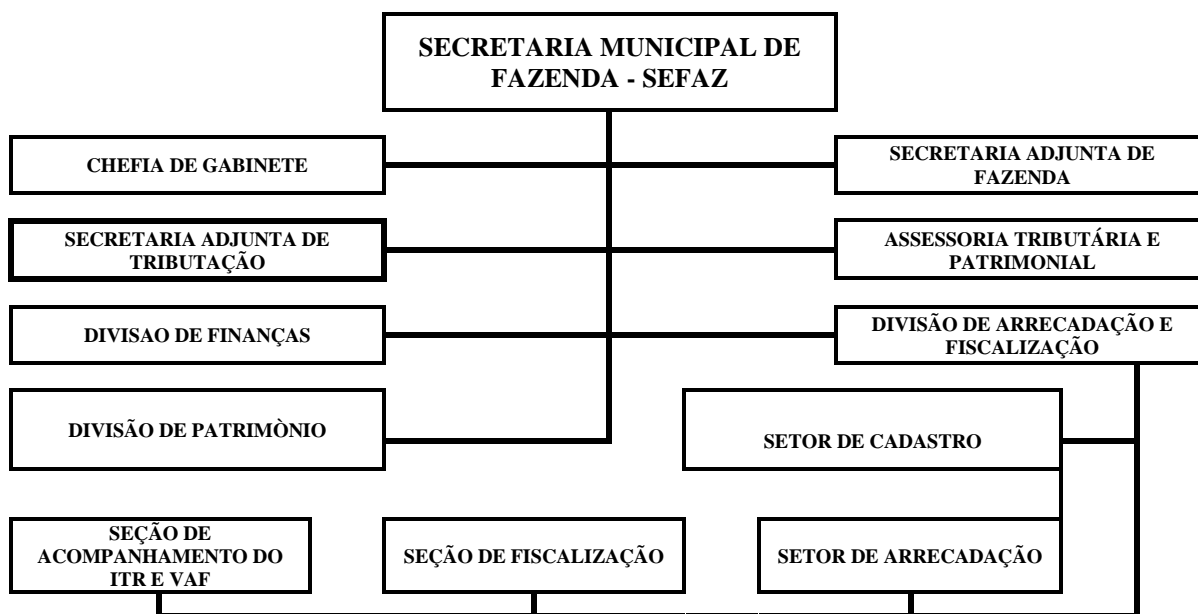 SECRETARIA MUNICIPAL DE
FAZENDA - SEFAZ
CHEFIA DE GABINETE
SECRETARIA ADJUNTA DE
FAZENDA
SECRETARIA ADJUNTA DE
TRIBUTAÇÃO
ASSESSORIA TRIBUTÁRIA E
PATRIMONIAL
DIVISAO DE FINANÇAS
DIVISÃO DE ARRECADAÇÃO E
FISCALIZAÇÃO
DIVISÃO DE PATRIMÒNIO
SETOR DE CADASTRO
SEÇÃO DE
ACOMPANHAMENTO DO
ITR E VAF
SEÇÃO DE FISCALIZAÇÃO
SETOR DE ARRECADAÇÃO